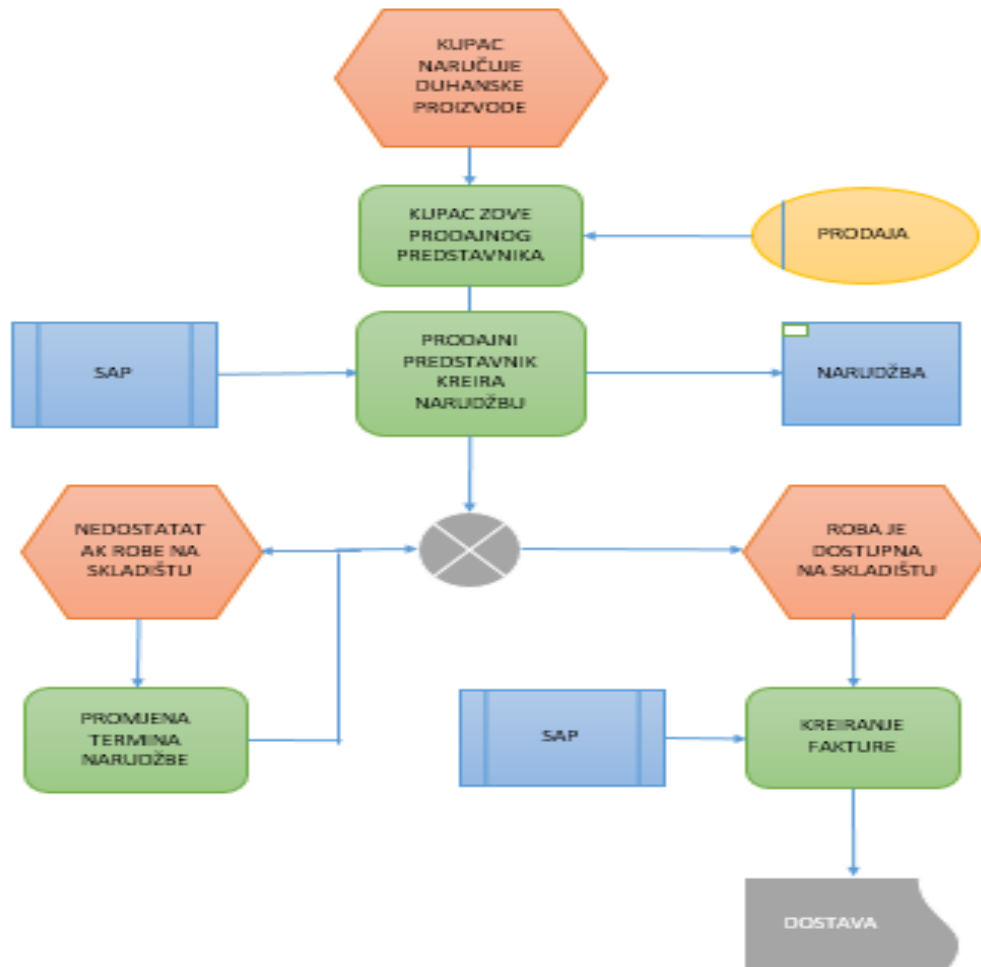 KUPAC
NARUČUJE
DUHANSKE
PROIZVODE
KUPAC ZOVE
PRODAJNOG
PREDSTAVNIKA
PRODAJA
SAP
PRODAJNI
PREDSTAVNIK
KREIRA
NARUDŽBU
NARUDŽBA
NEDOSTATAT
AK ROBE NA
SKLADIŠTU
ROBA JE
DOSTUPNA
NA SKLADIŠTU
PROMJENA
TERMINA
NARUDŽBE
SAP
KREIRANJE
FAKTURE
DOSTAVA